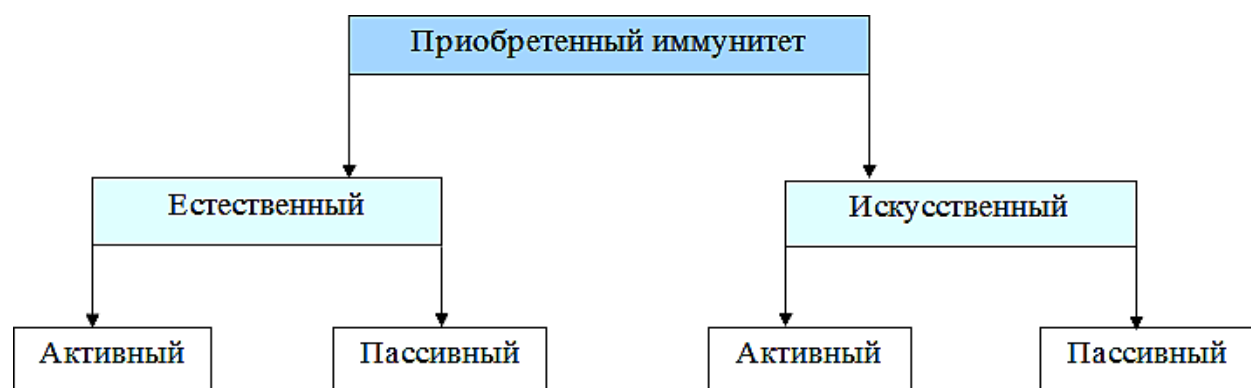 Приобретенный иммунитет
Естественный
Искусственный
Активный
Пассивный
Активный
Пассивный